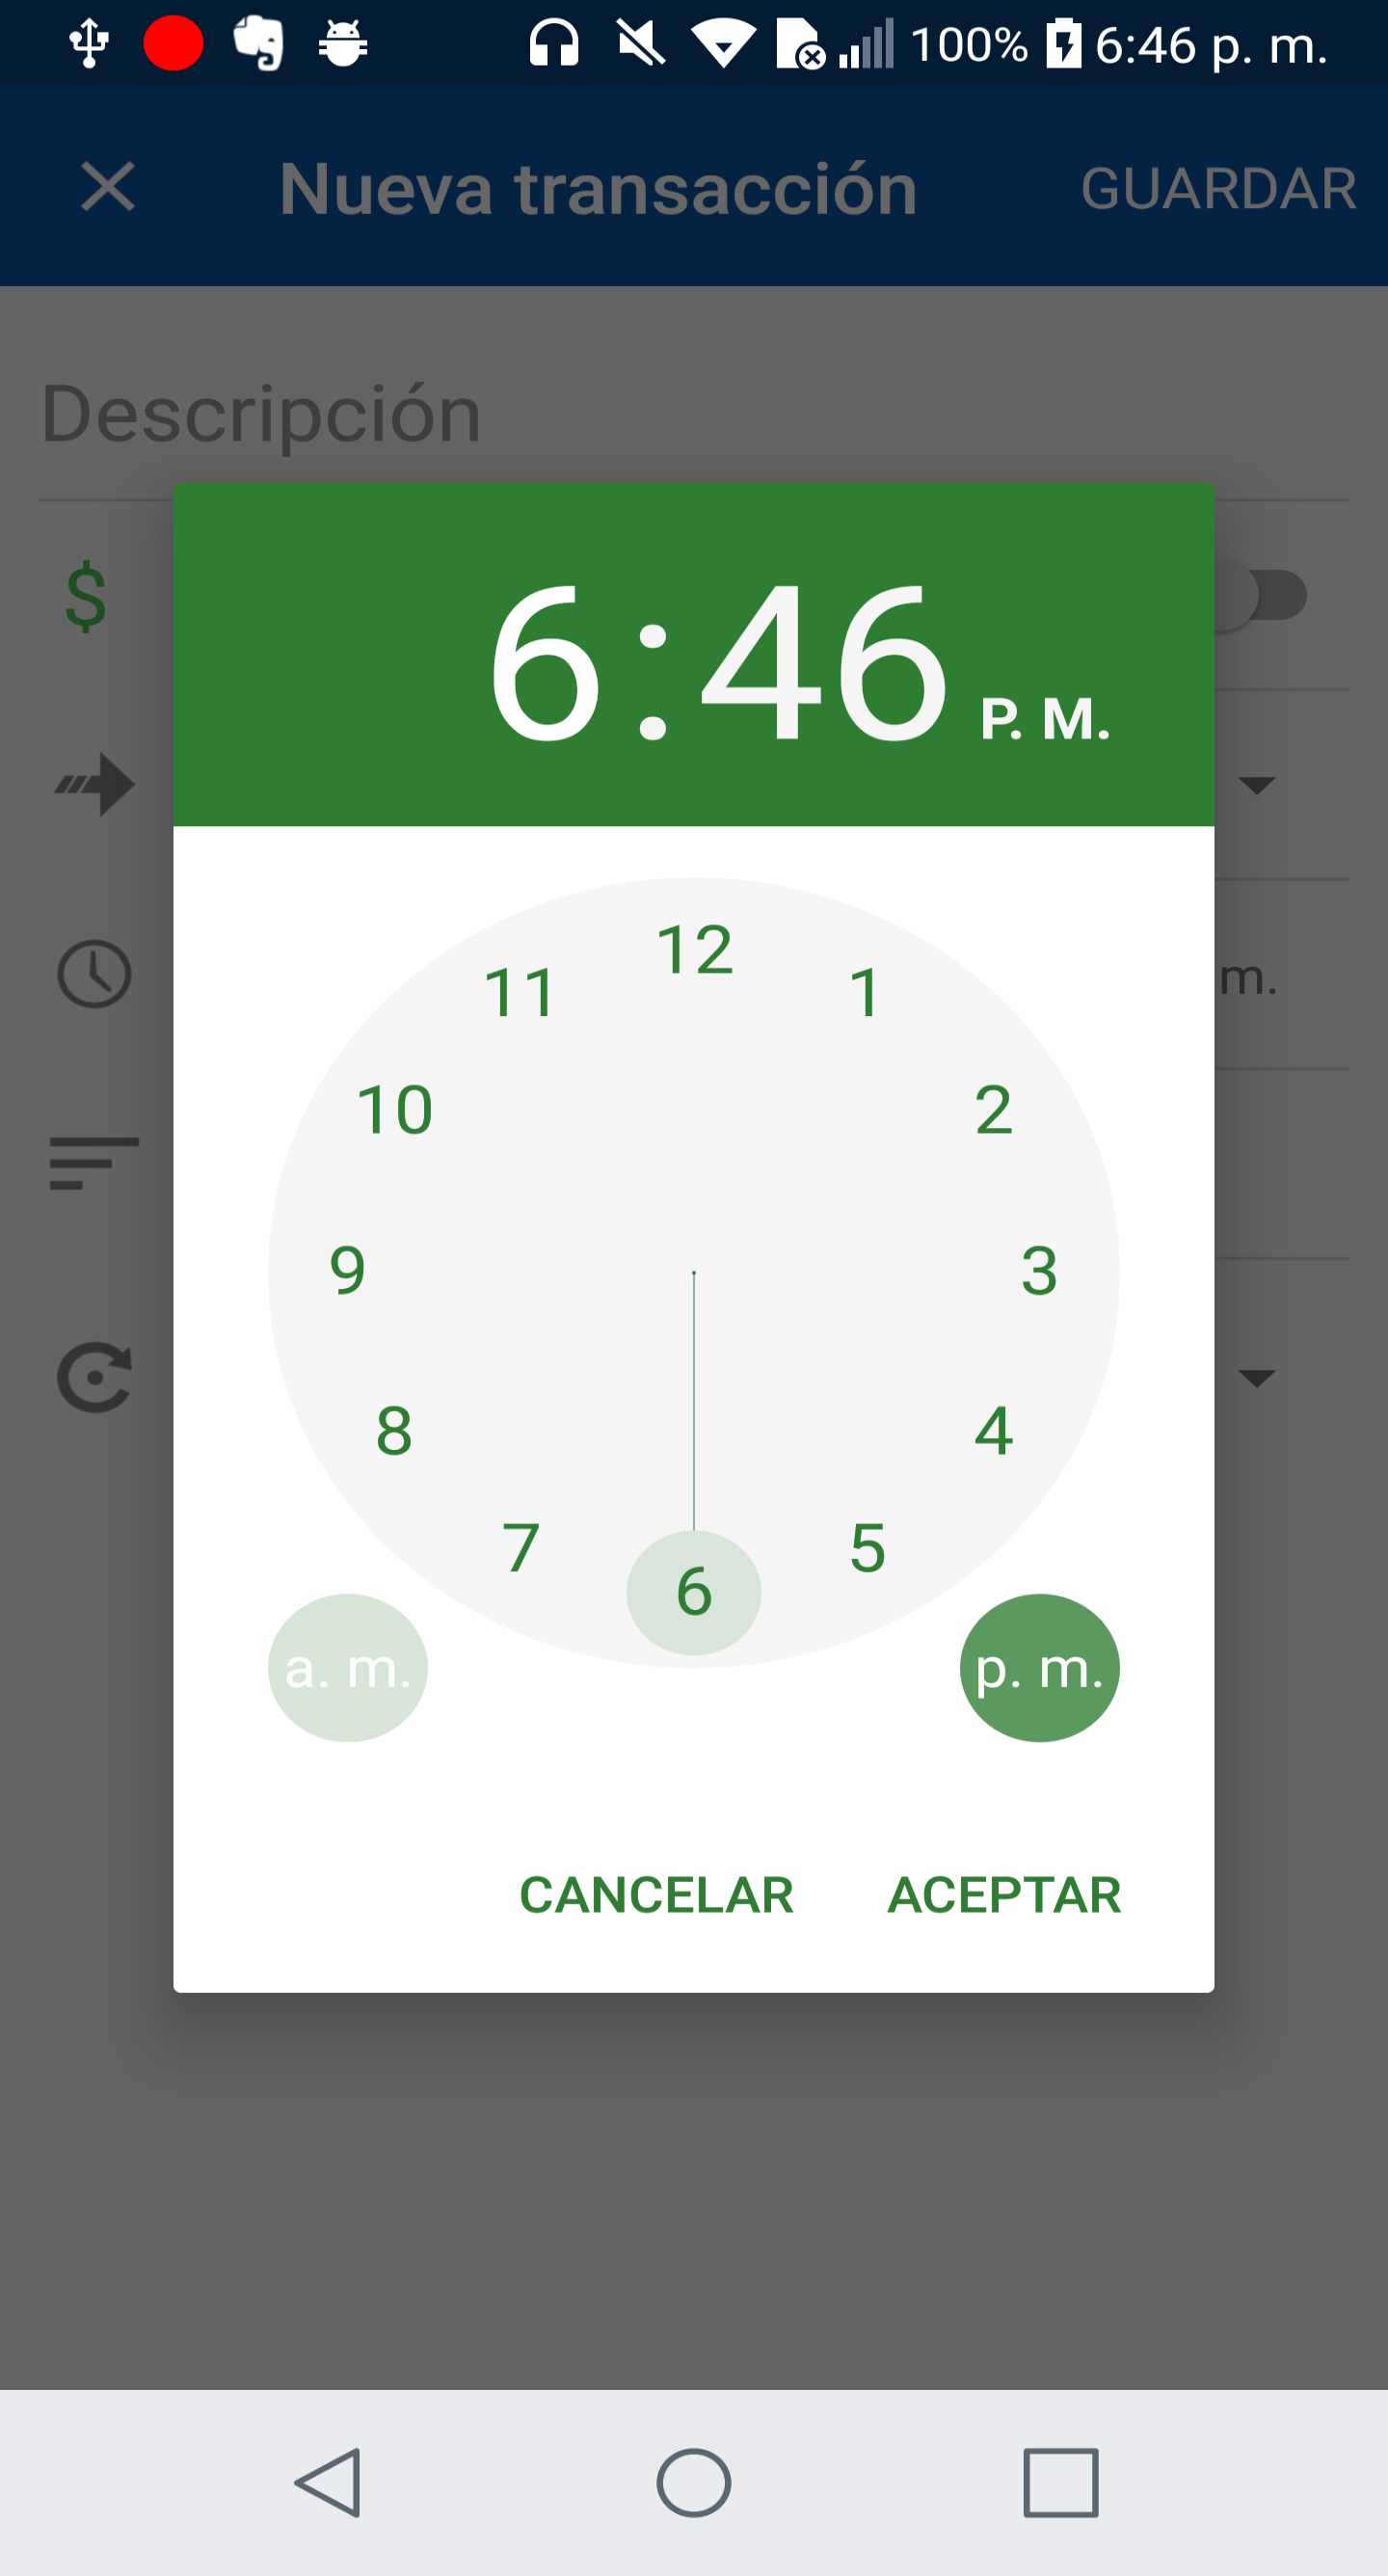 100% 6:46 p. m.
Nueva transacción GUARDAR
Descripción
$
6:46 P. M.
m.
12
11 1
10 2
9 3
8 4
7 5
6
a. m. p. m.
CANCELAR ACEPTAR